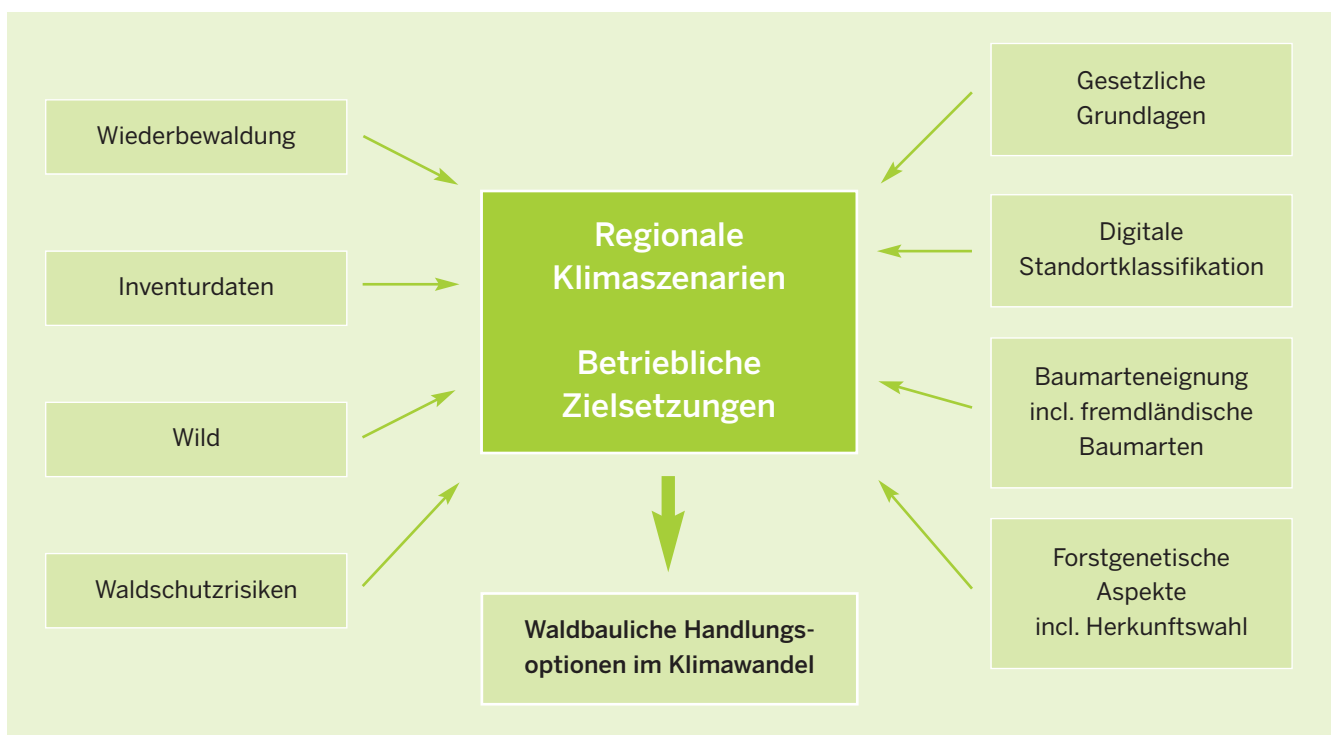 Wiederbewaldung
Inventurdaten
Wild
Waldschutzrisiken
Regionale
Klimaszenarien
Betriebliche
Zielsetzungen
Waldbauliche Handlungs-
optionen im Klimawandel
Gesetzliche
Grundlagen
Digitale
Standortklassifikation
Baumarteneignung
incl. fremdländische
Baumarten
Forstgenetische
Aspekte
incl. Herkunftswahl